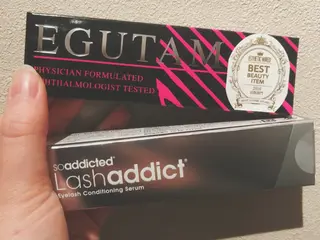 EGUTAM
PHYSICIAN FORMULATED
OPHTHALMOLOGIST TESTED
BEST
BEAUTY
ITEM
soaddicted®
Lashaddict®
Eyelash Conditioning Serum